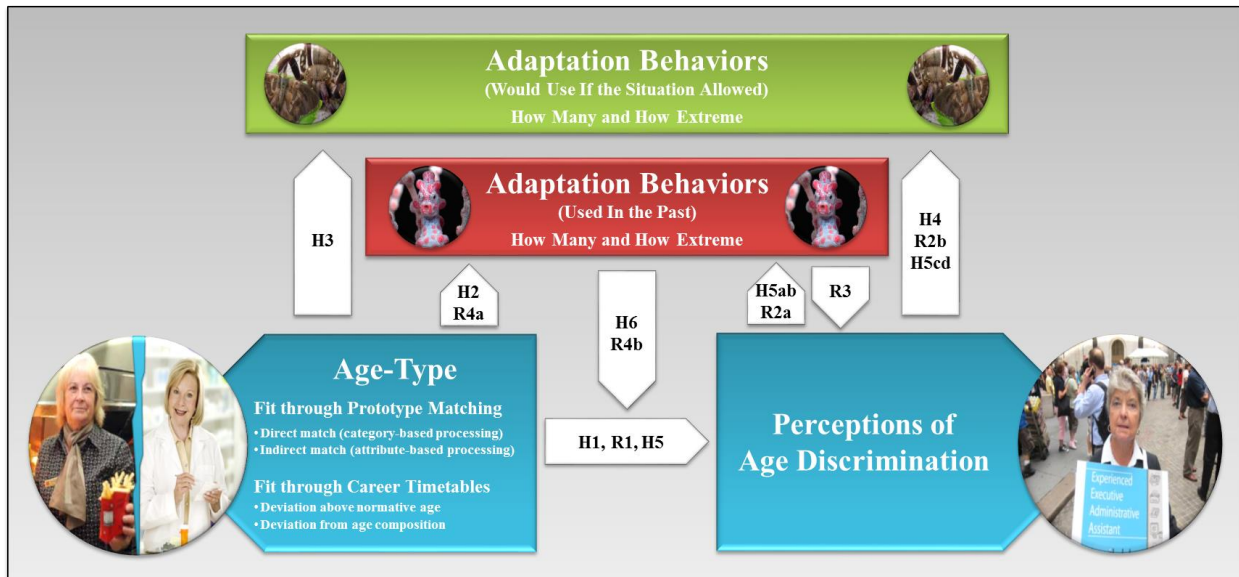 Adaptation Behaviors
(Would Use If the Situation Allowed)
How Many and How Extreme
Adaptation Behaviors
(Used In the Past)
How Many and How Extreme
H3
H2
R4a
H6
R4b
H5ab
R2a
R3
H4
R2b
H5cd
Age-Type
Fit through Prototype Matching
• Direct match (category-based processing)
• Indirect match (attribute-based processing)
Fit through Career Timetables
• Deviation above normative age
• Deviation from age composition
H1, R1, H5
Perceptions of
Age Discrimination
Experienced
Executive
Administrative
Assistant